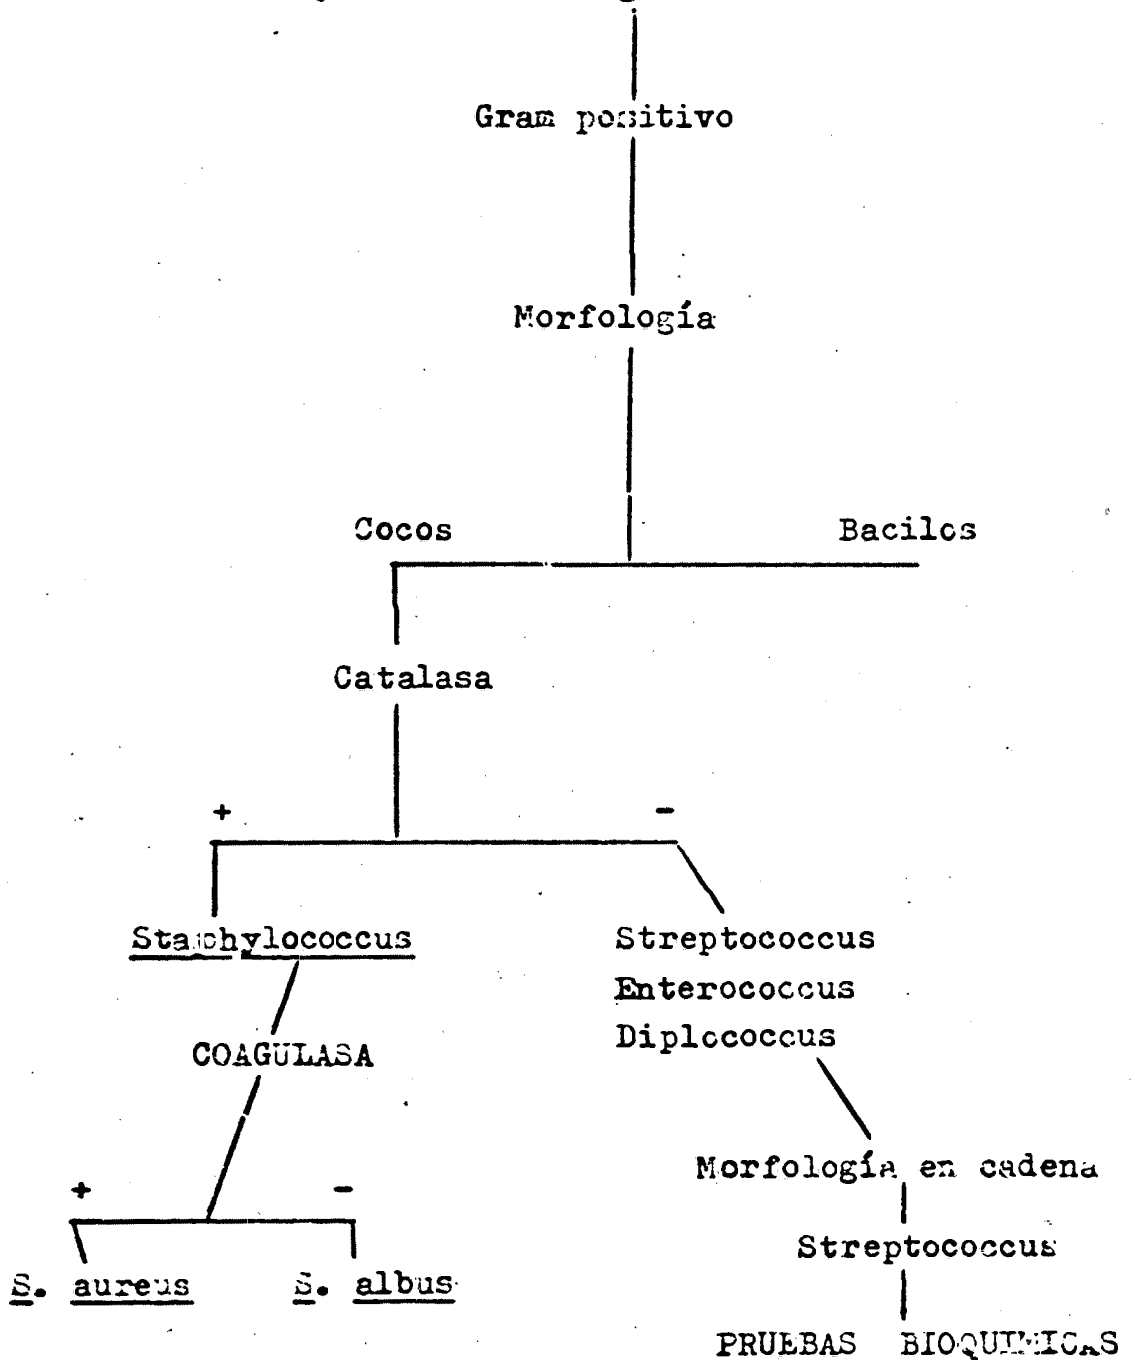 Gram positivo
Morfología
Cocos Bacilos
Catalasa
+ -
Staphylococcus Streptococcus
Enterococcus
Diplococcus
COAGULASA
Morfología en cadena
+ -
Streptococcus
S. aureus S. albus
PRUEBAS BIOQUIMICAS